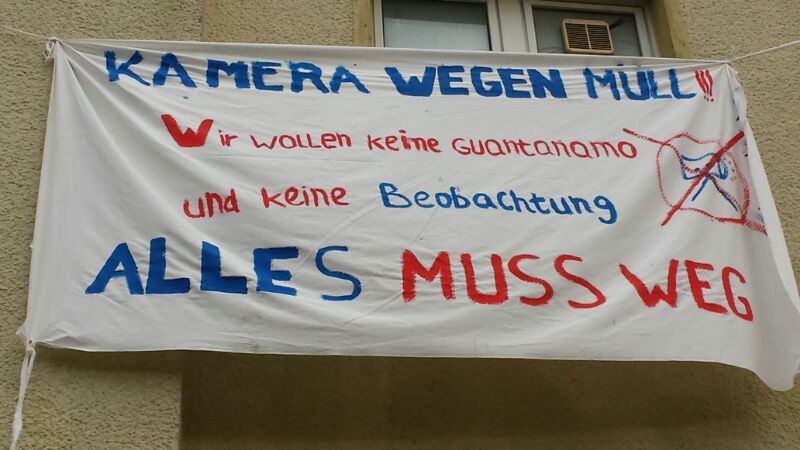 KAMERA WEGEN MÜLL!!!
Wir wollen keine Guantanamo
und keine Beobachtung
ALLES MUSS WEG